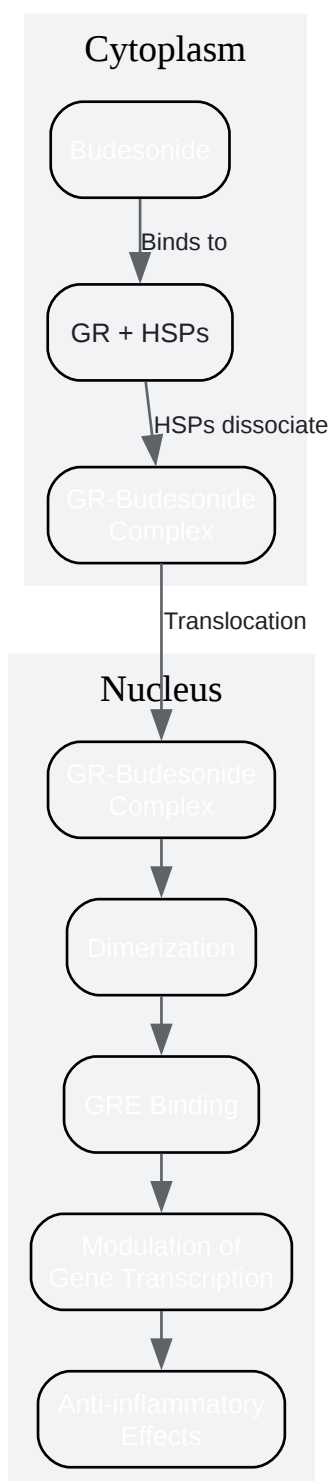 Cytoplasm
Budesonide
Binds to
GR + HSPs
HSPs dissociate
GR-Budesonide
Complex
Translocation
Nucleus
GR-Budesonide
Complex
Dimerization
GRE Binding
Modulation of
Gene Transcription
Anti-inflammatory
Effects